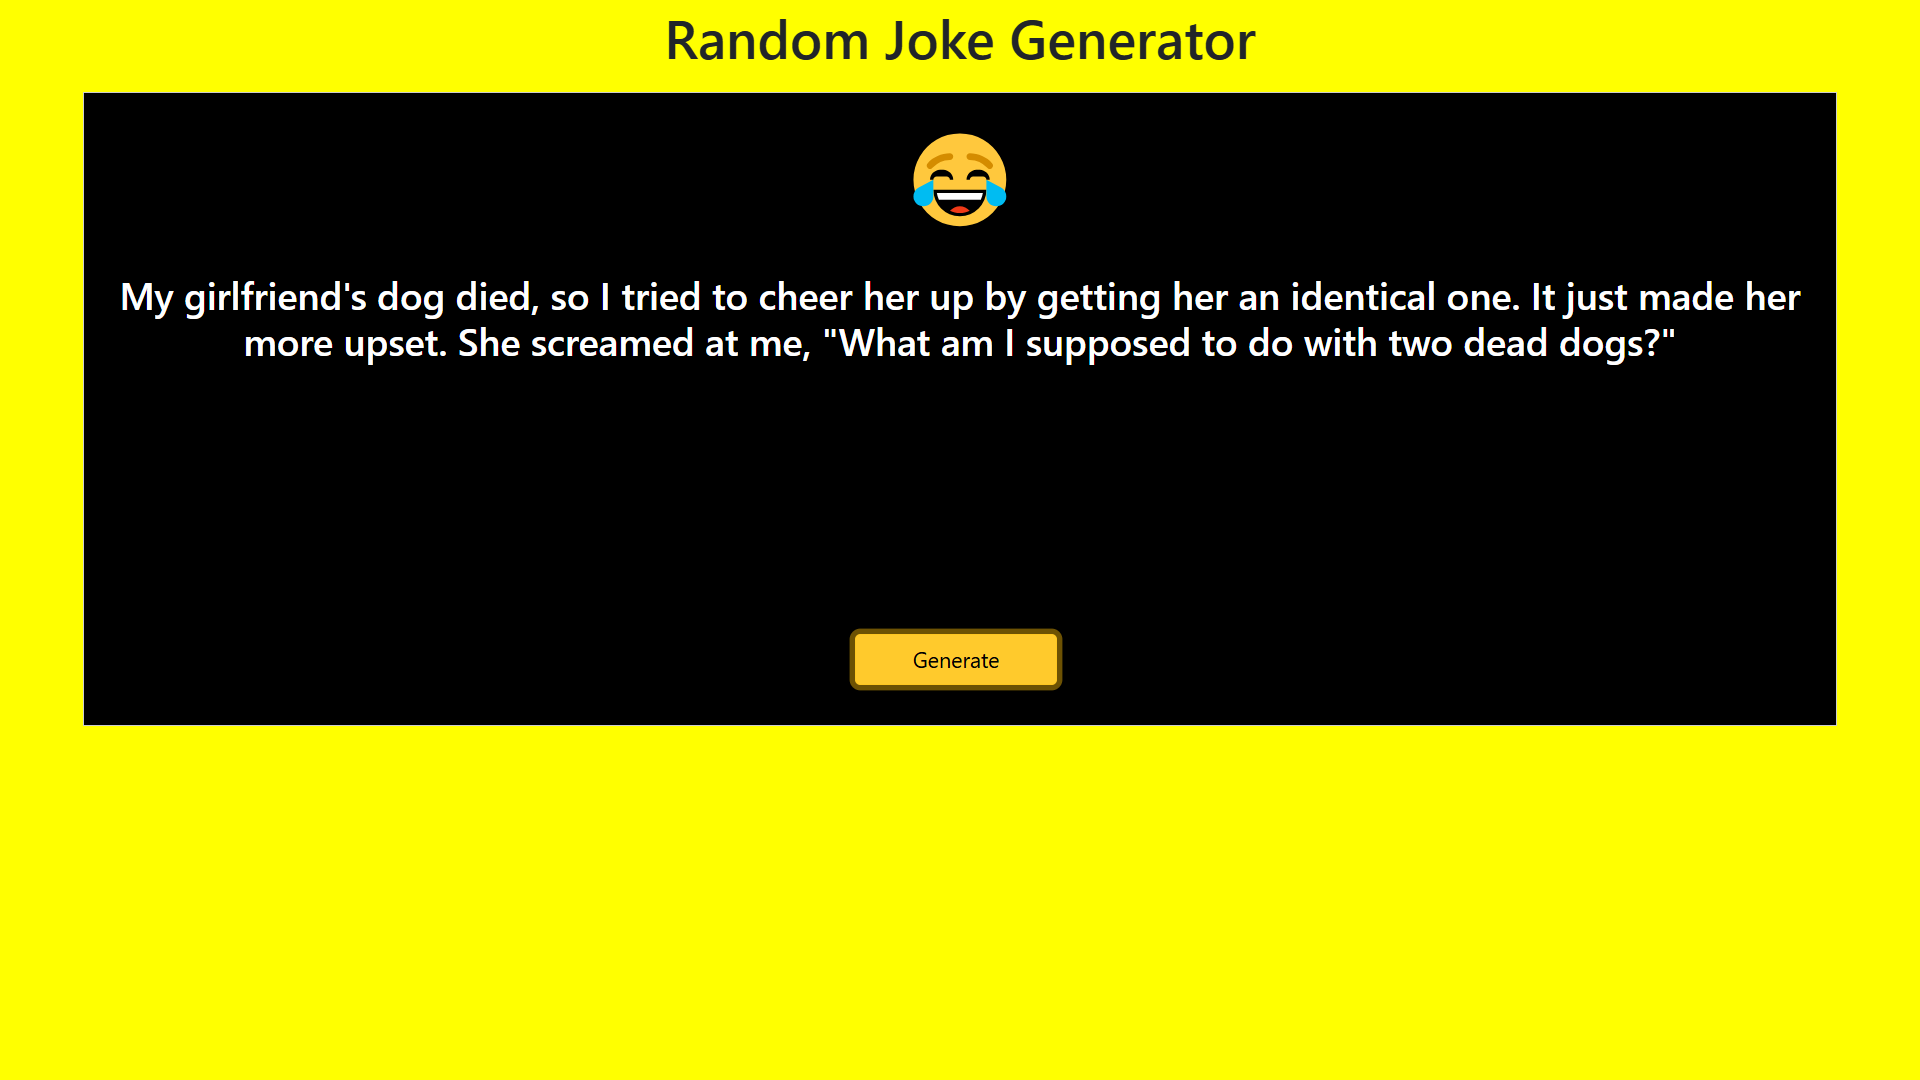 Random Joke Generator
My girlfriend's dog died, so I tried to cheer her up by getting her an identical one. It just made her
more upset. She screamed at me, "What am I supposed to do with two dead dogs?"
Generate